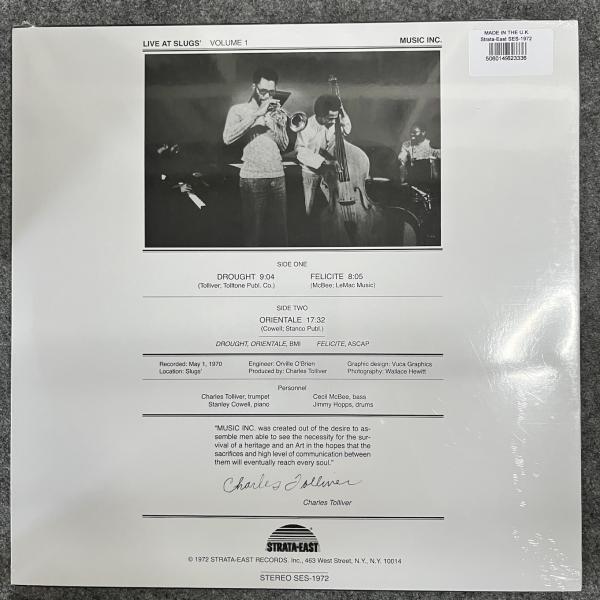 LIVE AT SLUGS' VOLUME 1 MUSIC INC.
MADE IN THE U.K
Strata-East SES-1972
5060149623336
SIDE ONE
DROUGHT 9:04 FELICITE 8:05
(Tolliver; Tolltone Publ. Co.) (McBee; LeMac Music)
SIDE TWO
ORIENTALE 17:32
(Cowell; Stanco Publ.)
DROUGHT, ORIENTALE, BMI FELICITE, ASCAP
Recorded: May 1, 1970 Engineer: Orville O'Brien Graphic design: Vuca Graphics
Location: Slugs' Produced by: Charles Tolliver Photography: Wallace Hewitt
Personnel
Charles Tolliver, trumpet Cecil McBee, bass
Stanley Cowell, piano Jimmy Hopps, drums
"MUSIC INC. was created out of the desire to as-
semble men able to see the necessity for the sur-
vival of a heritage and an Art in the hopes that the
sacrifices and high level of communication between
them will eventually reach every soul."
Charles Tolliver
Charles Tolliver
STRATA-EAST
© 1972 STRATA-EAST RECORDS. Inc., 463 West Street, N.Y., N.Y. 10014
STEREO SES-1972